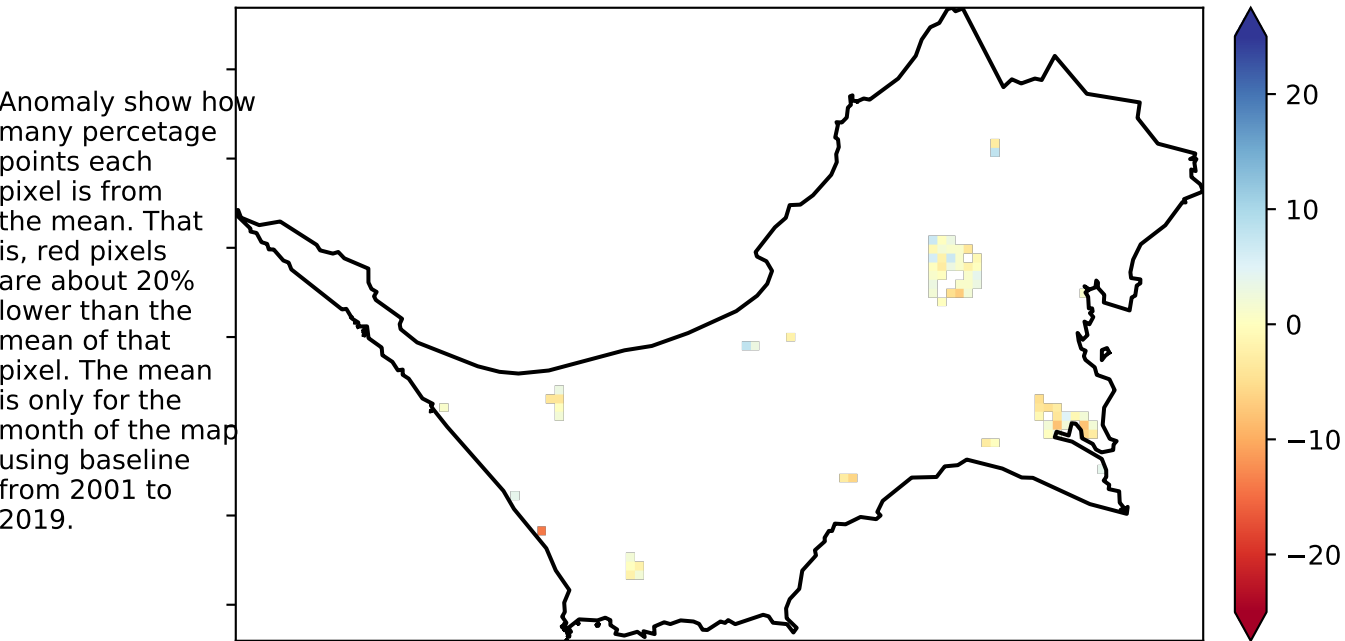 Anomaly show how
many percetage
points each
pixel is from
the mean. That
is, red pixels
are about 20%
lower than the
mean of that
pixel. The mean
is only for the
month of the map
using baseline
from 2001 to
2019.
20
10
0
−10
−20